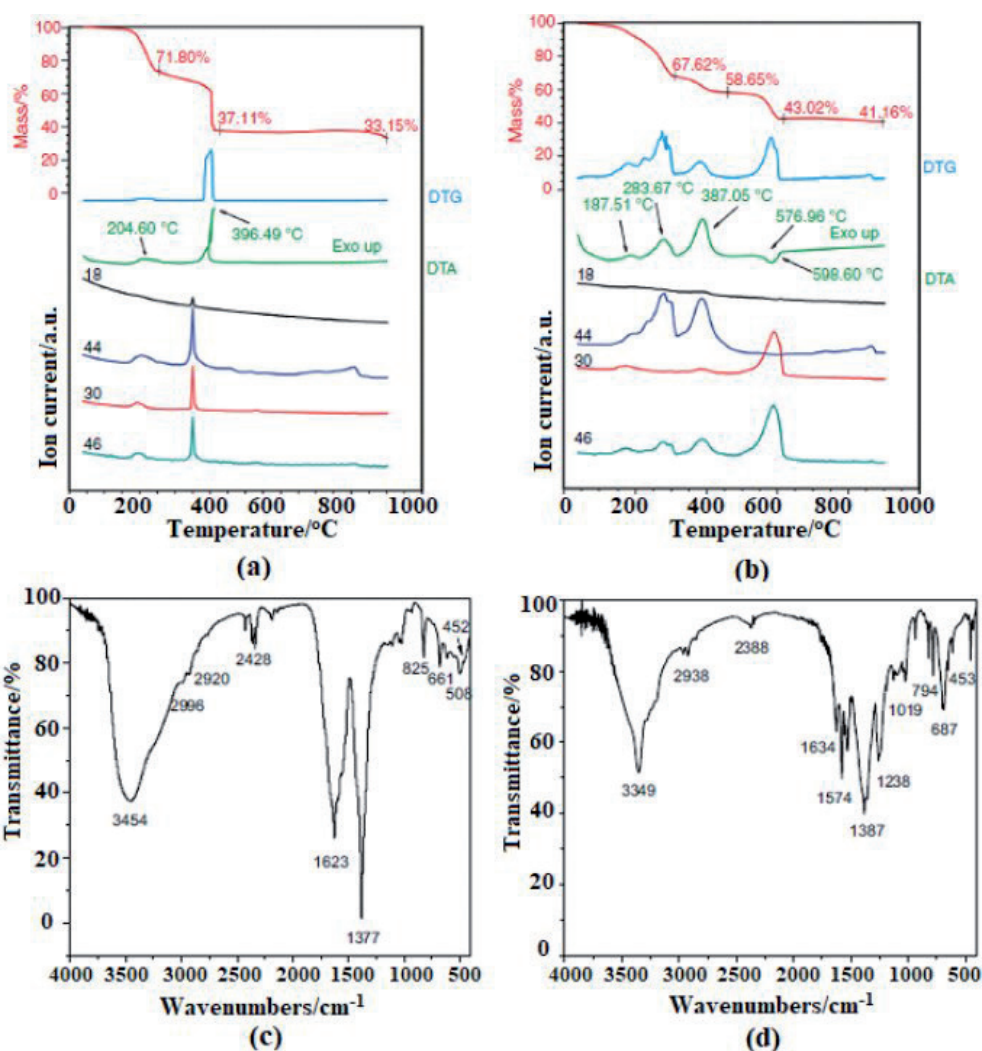 100
80
60
40
20
0
Mass/%
71.80%
37.11%
33.15%
DTG
204.60 °C
396.49 °C
Exo up
DTA
18
44
30
46
Ion current/a.u.
0 200 400 600 800 1000
Temperature/°C
(a)
100
80
60
40
20
0
Mass/%
67.62%
58.65%
43.02%
41.16%
DTG
283.67 °C
387.05 °C
187.51 °C
576.96 °C
Exo up
598.60 °C
DTA
18
44
30
46
Ion current/a.u.
0 200 400 600 800 1000
Temperature/°C
(b)
100
80
60
40
20
0
Transmittance/%
3454
2996
2920
2428
1623
1377
825
661
452
508
4000 3500 3000 2500 2000 1500 1000 500
Wavenumbers/cm-1
(c)
100
80
60
40
20
0
Transmittance/%
3349
2938
2388
1634
1574
1387
1238
1019
794
687
453
4000 3500 3000 2500 2000 1500 1000 500
Wavenumbers/cm-1
(d)